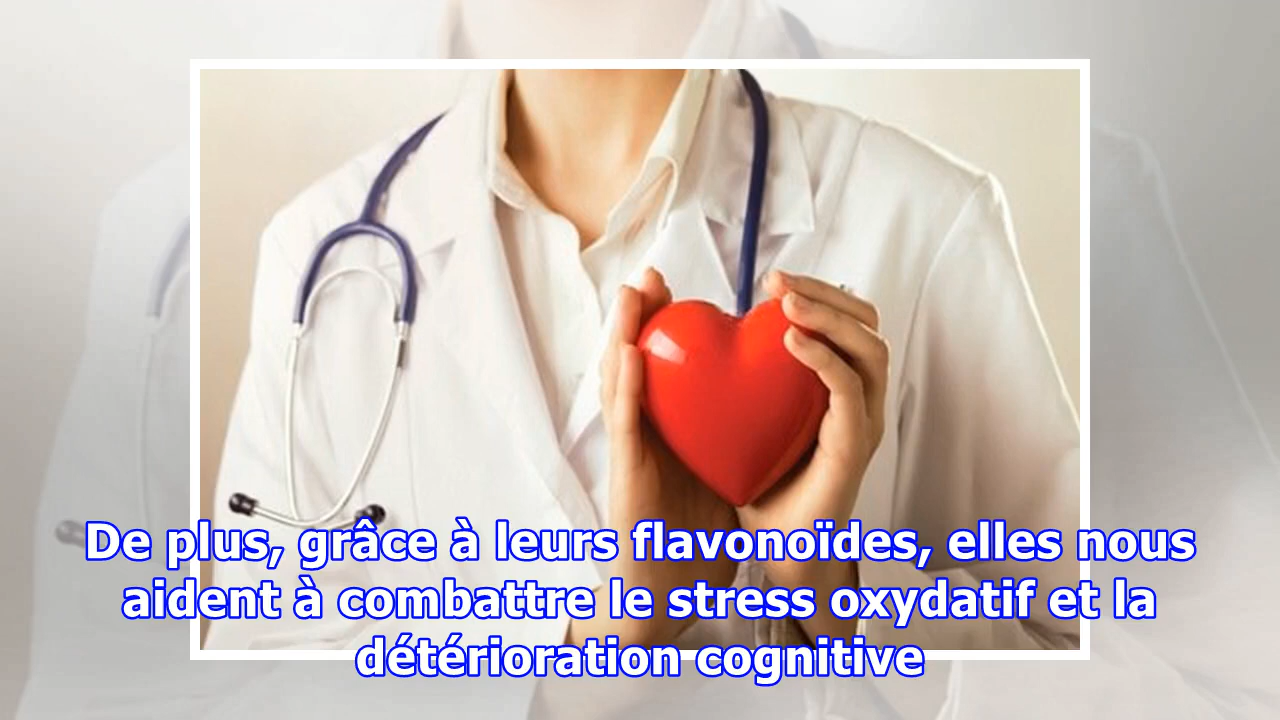 De plus, grâce à leurs flavonoïdes, elles nous
aident à combattre le stress oxydatif et la
détérioration cognitive